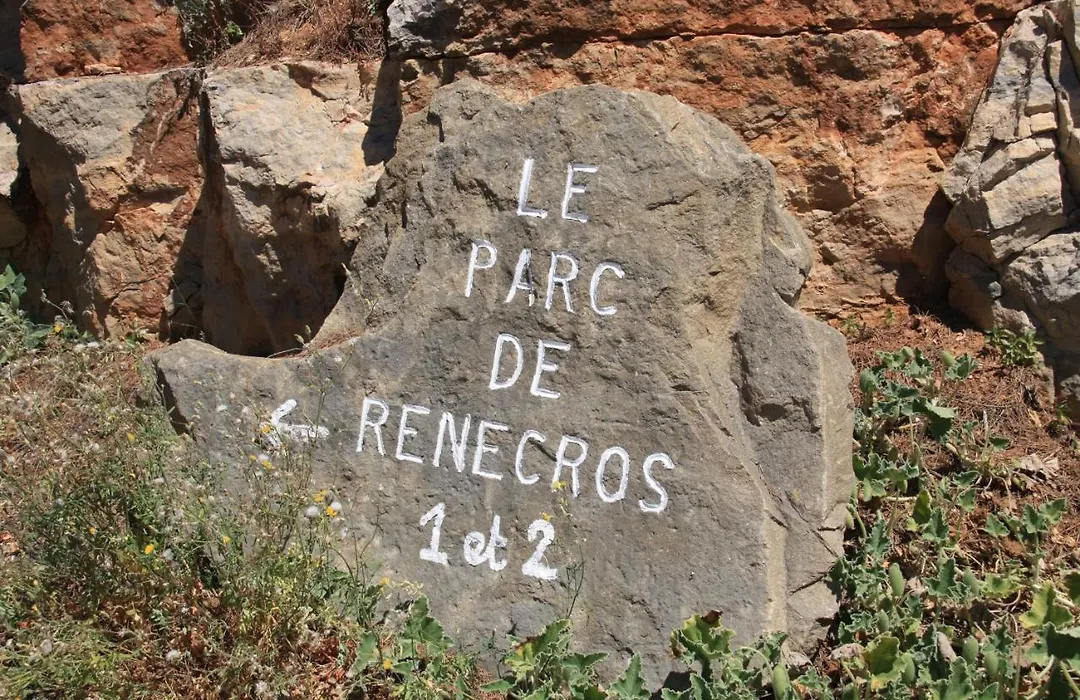 LE
PARC
DE
← RENECROS
1 et 2